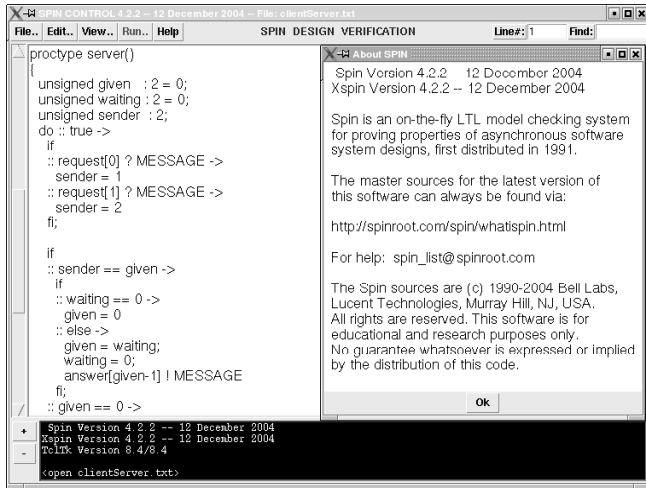 SPIN CONTROL 4.2.2 -- 12 December 2004 -- File: clientServer.txt
File.. Edit.. View.. Run.. Help SPIN DESIGN VERIFICATION Line#: 1 Find:
proctype server()
{
unsigned given : 2 = 0;
unsigned waiting : 2 = 0;
unsigned sender : 2;
do :: true ->
if
:: request[0] ? MESSAGE ->
sender = 1
:: request[1] ? MESSAGE ->
sender = 2
fi;
if
:: sender == given ->
if
:: waiting == 0 ->
given = 0
:: else ->
given = waiting;
waiting = 0;
answer[given-1] ! MESSAGE
fi;
:: given == 0 ->
About SPIN
Spin Version 4.2.2 12 December 2004
Xspin Version 4.2.2 -- 12 December 2004
Spin is an on-the-fly LTL model checking system
for proving properties of asynchronous software
system designs, first distributed in 1991.
The master sources for the latest version of
this software can always be found via:
http://spinroot.com/spin/whatispin.html
For help: spin_list@spinroot.com
The Spin sources are (c) 1990-2004 Bell Labs,
Lucent Technologies, Murray Hill, NJ, USA.
All rights are reserved. This software is for
educational and research purposes only.
No guarantee whatsoever is expressed or implied
by the distribution of this code.
Ok
+
-
Spin Version 4.2.2 -- 12 December 2004
Xspin Version 4.2.2 -- 12 December 2004
TclTk Version 8.4/8.4
<open clientServer.txt>